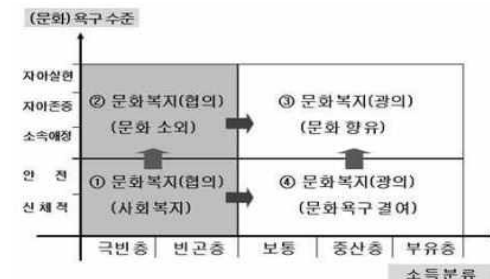 (문화) 욕구 수준
자아실현
자아존중
소속애정
안 전
신체적
② 문화복지(협의)
(문화 소외)
③ 문화복지(광의)
(문화 향유)
① 문화복지(협의)
(사회복지)
④ 문화복지(광의)
(문화욕구 결여)
극빈층 빈곤층 보통 중산층 부유층
소득분류